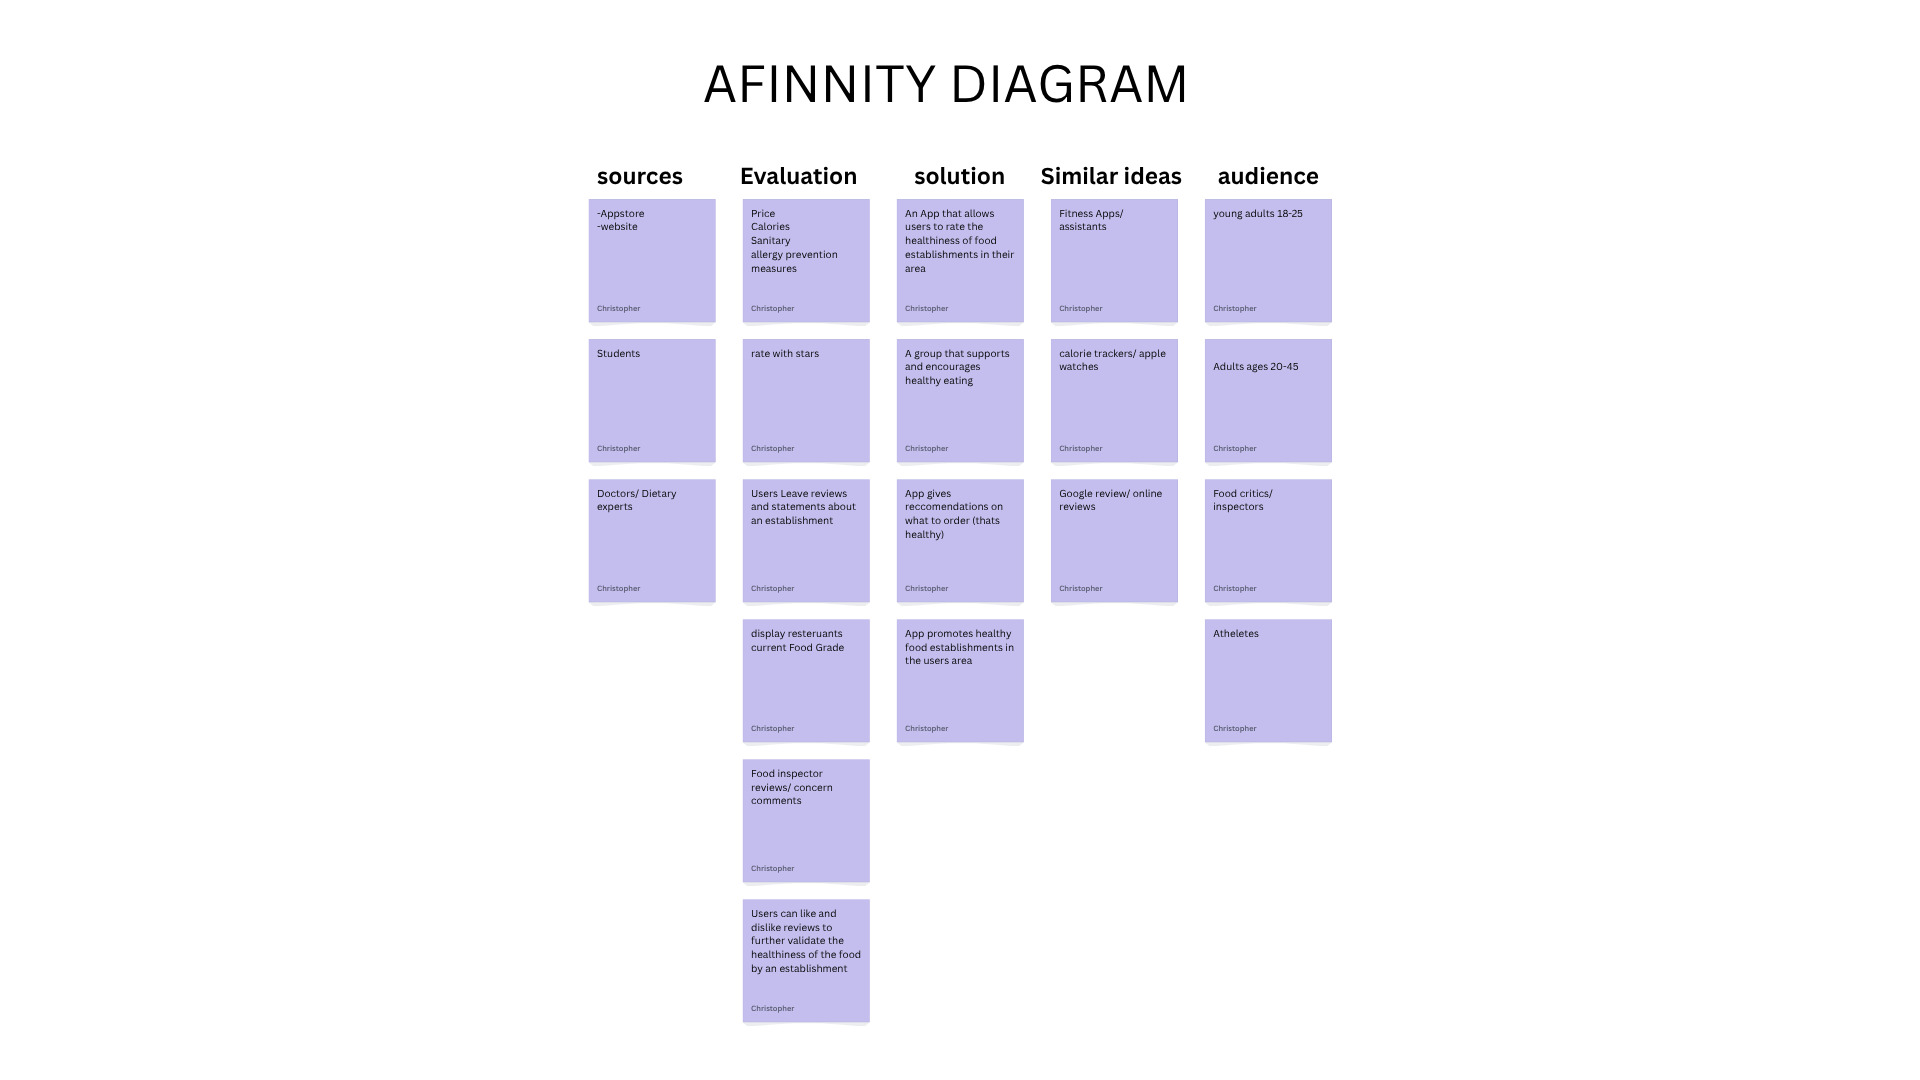 AFINNITY DIAGRAM
sources
-Appstore
-website
Christopher
Students
Christopher
Doctors/ Dietary
experts
Christopher
Evaluation
Price
Calories
Sanitary
allergy prevention
measures
Christopher
rate with stars
Christopher
Users Leave reviews
and statements about
an establishment
Christopher
display resteruants
current Food Grade
Christopher
Food inspector
reviews/ concern
comments
Christopher
Users can like and
dislike reviews to
further validate the
healthiness of the food
by an establishment
Christopher
solution
An App that allows
users to rate the
healthiness of food
establishments in their
area
Christopher
A group that supports
and encourages
healthy eating
Christopher
App gives
reccomendations on
what to order (thats
healthy)
Christopher
App promotes healthy
food establishments in
the users area
Christopher
Similar ideas
Fitness Apps/
assistants
Christopher
calorie trackers/ apple
watches
Christopher
Google review/ online
reviews
Christopher
audience
young adults 18-25
Christopher
Adults ages 20-45
Christopher
Food critics/
inspectors
Christopher
Atheletes
Christopher